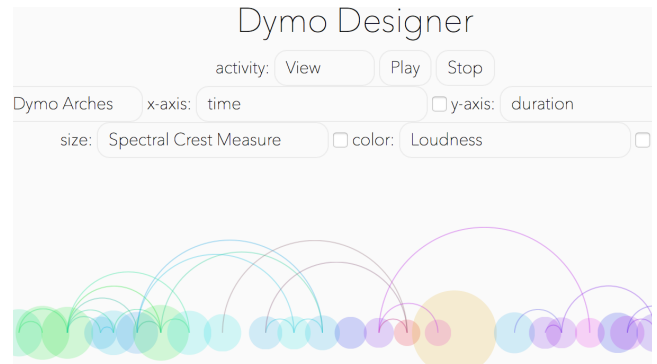 Dymo Designer
activity: View Play Stop
Dymo Arches x-axis: time y-axis: duration
size: Spectral Crest Measure color: Loudness